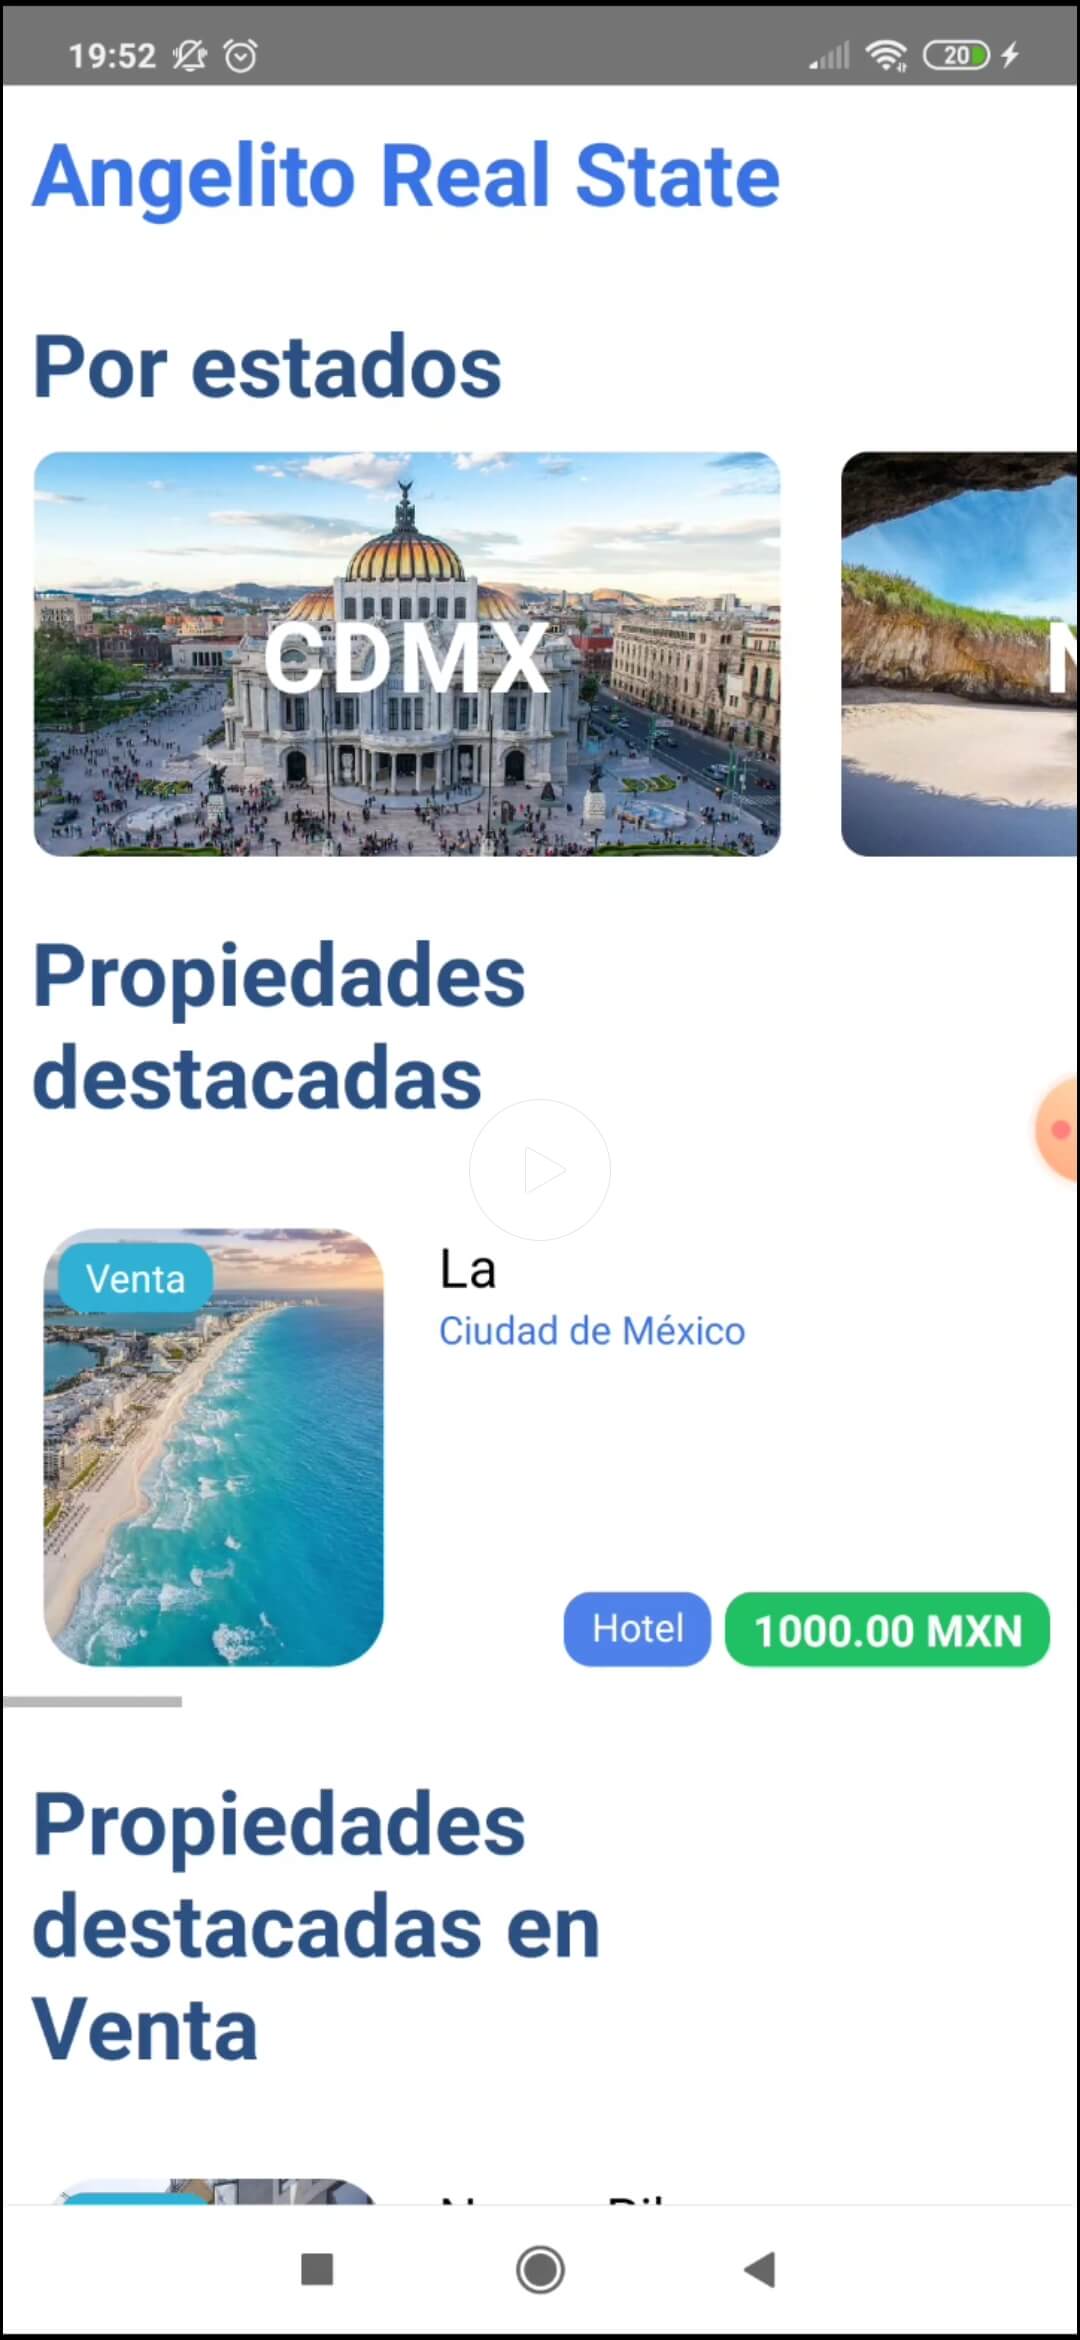 19:52
20
Angelito Real State
Por estados
CDMX
N
Propiedades
destacadas
Venta
La
Ciudad de México
Hotel
1000.00 MXN
Propiedades
destacadas en
Venta